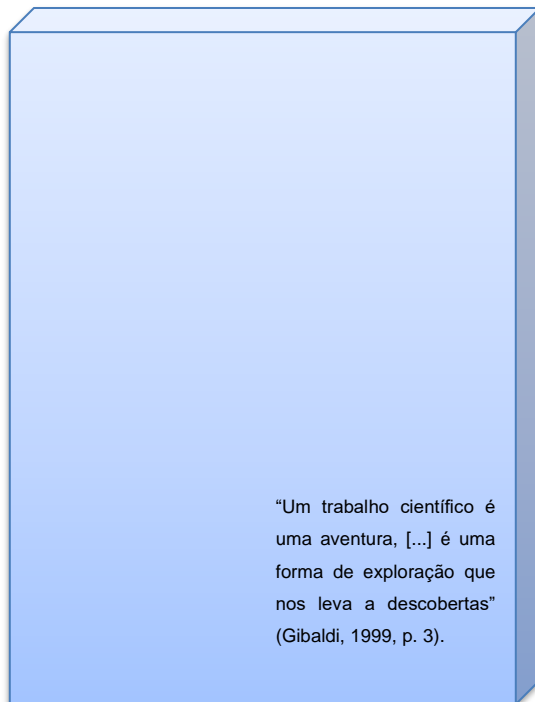 “Um trabalho científico é
uma aventura, [...] é uma
forma de exploração que
nos leva a descobertas”
(Gibaldi, 1999, p. 3).